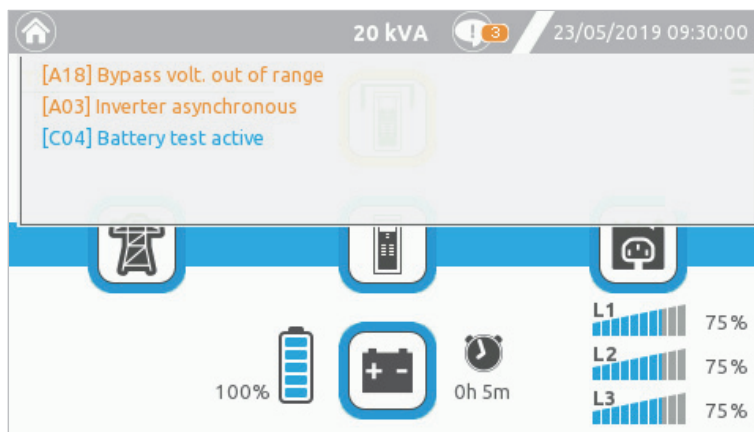 20 kVA
! 3
23/05/2019 09:30:00
[A18] Bypass volt. out of range
[A03] Inverter asynchronous
[C04] Battery test active
L1 75%
L2 75%
L3 75%
100%
+ -
0h 5m